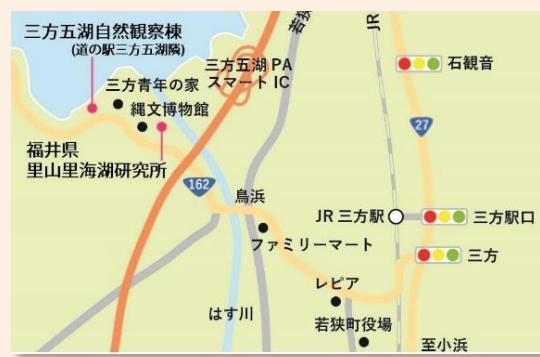 三方五湖自然観察棟
(道の駅三方五湖隣)
三方青年の家
縄文博物館
福井県
里山里海湖研究所
三方五湖 PA
スマート IC
若狭
JR
石観音
27
162
鳥浜
JR 三方駅
三方駅口
ファミリーマート
三方
レピア
はす川
若狭町役場
至小浜